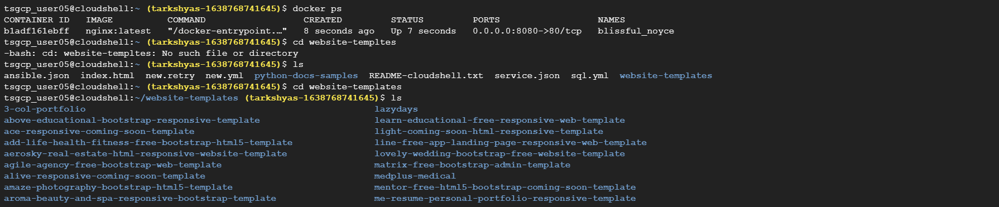 tsgcp_user05@cloudshell:~ (tarkshyas-1638768741645)$ docker ps
CONTAINER ID   IMAGE          COMMAND                  CREATED         STATUS         PORTS                  NAMES
b1adf161ebff   nginx:latest   "/docker-entrypoint.…"   8 seconds ago   Up 7 seconds   0.0.0.0:8080->80/tcp   blissful_noyce
tsgcp_user05@cloudshell:~ (tarkshyas-1638768741645)$ cd website-templtes
-bash: cd: website-templtes: No such file or directory
tsgcp_user05@cloudshell:~ (tarkshyas-1638768741645)$ ls
ansible.json  index.html  new.retry  new.yml  python-docs-samples  README-cloudshell.txt  service.json  sql.yml  website-templates
tsgcp_user05@cloudshell:~ (tarkshyas-1638768741645)$ cd website-templates
tsgcp_user05@cloudshell:~/website-templates (tarkshyas-1638768741645)$ ls
3-col-portfolio                                                     lazydays
above-educational-bootstrap-responsive-template                     learn-educational-free-responsive-web-template
ace-responsive-coming-soon-template                                 light-coming-soon-html-responsive-template
add-life-health-fitness-free-bootstrap-html5-template               line-free-app-landing-page-responsive-web-template
aerosky-real-estate-html-responsive-website-template                lovely-wedding-bootstrap-free-website-template
agile-agency-free-bootstrap-web-template                            matrix-free-bootstrap-admin-template
alive-responsive-coming-soon-template                               medplus-medical
amaze-photography-bootstrap-html5-template                          mentor-free-html5-bootstrap-coming-soon-template
aroma-beauty-and-spa-responsive-bootstrap-template                  me-resume-personal-portfolio-responsive-template